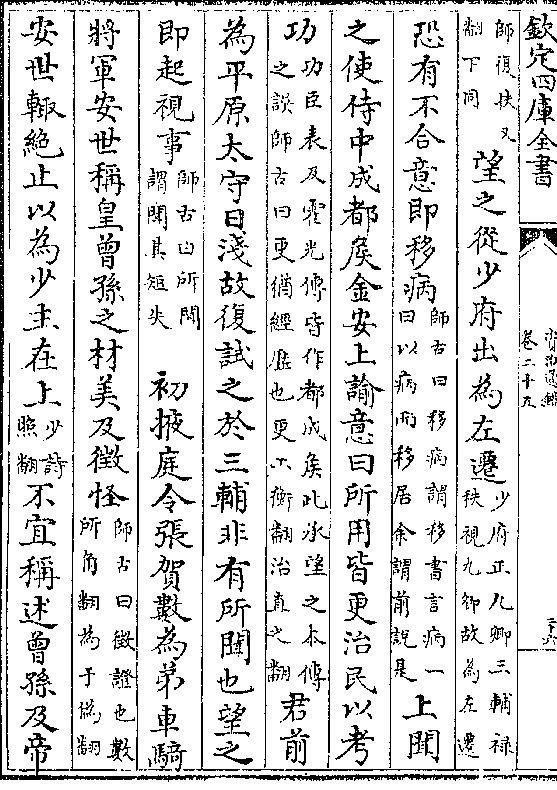 欽定四庫全書
資治通鑑
卷二十五
二十六
師復扶又
翻下同
望之從少府出為左遷
少府正九卿三輔禄
秩視九卿故為左遷
恐有不合意即移病
師古曰移病謂移書言病一
曰以病而移居余謂前說是
上聞
之使侍中成都侯金安上諭意曰所用皆更治民以考
功
功臣表及霍光傳皆作都成侯此承望之本傳
之誤師古曰更猶經歷也更工衡翻治直之翻
君前
為平原太守日淺故復試之於三輔非有所聞也望之
即起視事
師古曰所聞
謂聞其短失
初掖庭令張賀數為弟車騎
將軍安世稱皇曾孫之材美及徵怪
師古曰徵證也數
所角翻為于偽翻
安世輒絶止以為少主在上
少詩
照翻
不宜稱述曾孫及帝